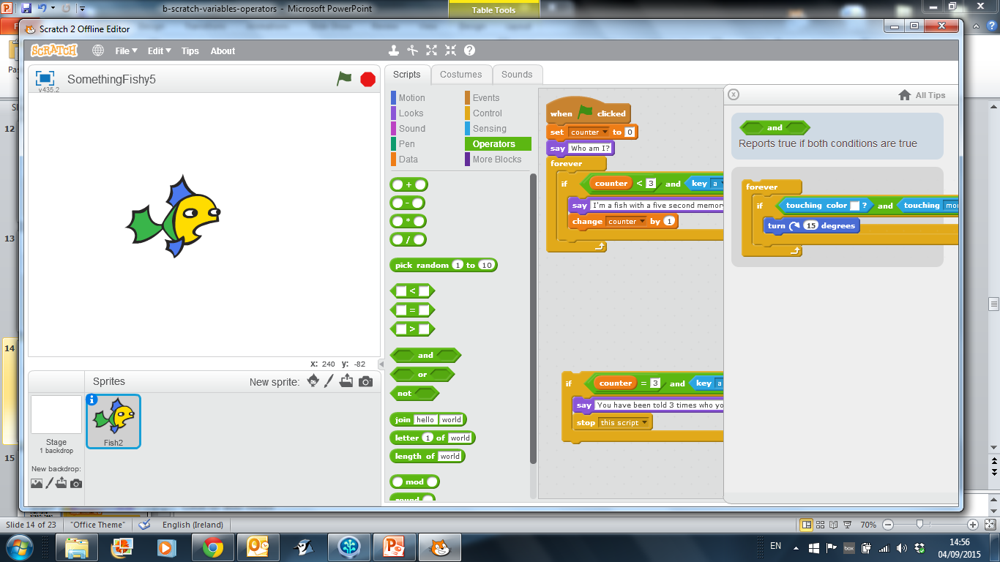 b-scratch-variables-operators - Microsoft PowerPoint
Table Tools
Scratch 2 Offline Editor
SCRATCH File Edit Tips About
SomethingFishy5
v435.2
Scripts Costumes Sounds
Motion Events
Looks Control
Sound Sensing
Pen Operators
Data More Blocks
+
-
*
/
pick random 1 to 10
<
=
>
and
or
not
join hello world
letter 1 of world
length of world
mod
round
when clicked
set counter to 0
say Who am I?
forever
if counter < 3 and key a
say I'm a fish with a five second memory
change counter by 1
if counter = 3 and key a
say You have been told 3 times who yo
stop this script
All Tips
and
Reports true if both conditions are true
forever
if touching color ? and touching mou
turn 15 degrees
x: 240 y: -82
Sprites New sprite:
Stage
1 backdrop
New backdrop:
Fish2
12
13
14
15
Slide 14 of 23 "Office Theme" English (Ireland) 70%
EN box 14:56
04/09/2015